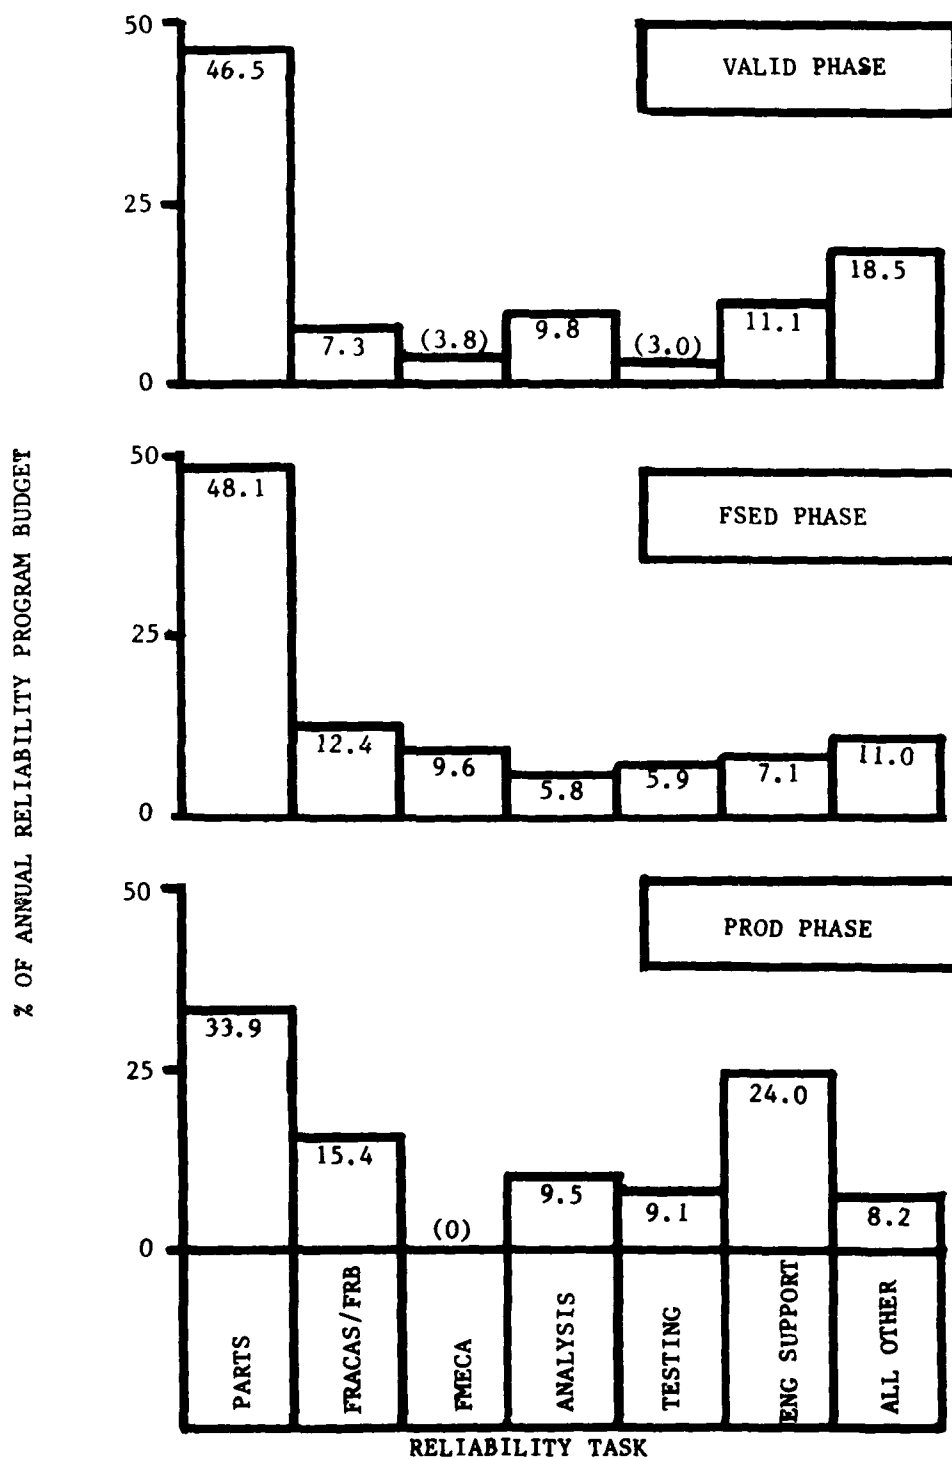 % OF ANNUAL RELIABILITY PROGRAM BUDGET
VALID PHASE
50
25
0
46.5
7.3
(3.8)
9.8
(3.0)
11.1
18.5
FSED PHASE
50
25
0
48.1
12.4
9.6
5.8
5.9
7.1
11.0
PROD PHASE
50
25
0
33.9
15.4
(0)
9.5
9.1
24.0
8.2
PARTS
FRACAS/FRB
FMECA
ANALYSIS
TESTING
ENG SUPPORT
ALL OTHER
RELIABILITY TASK